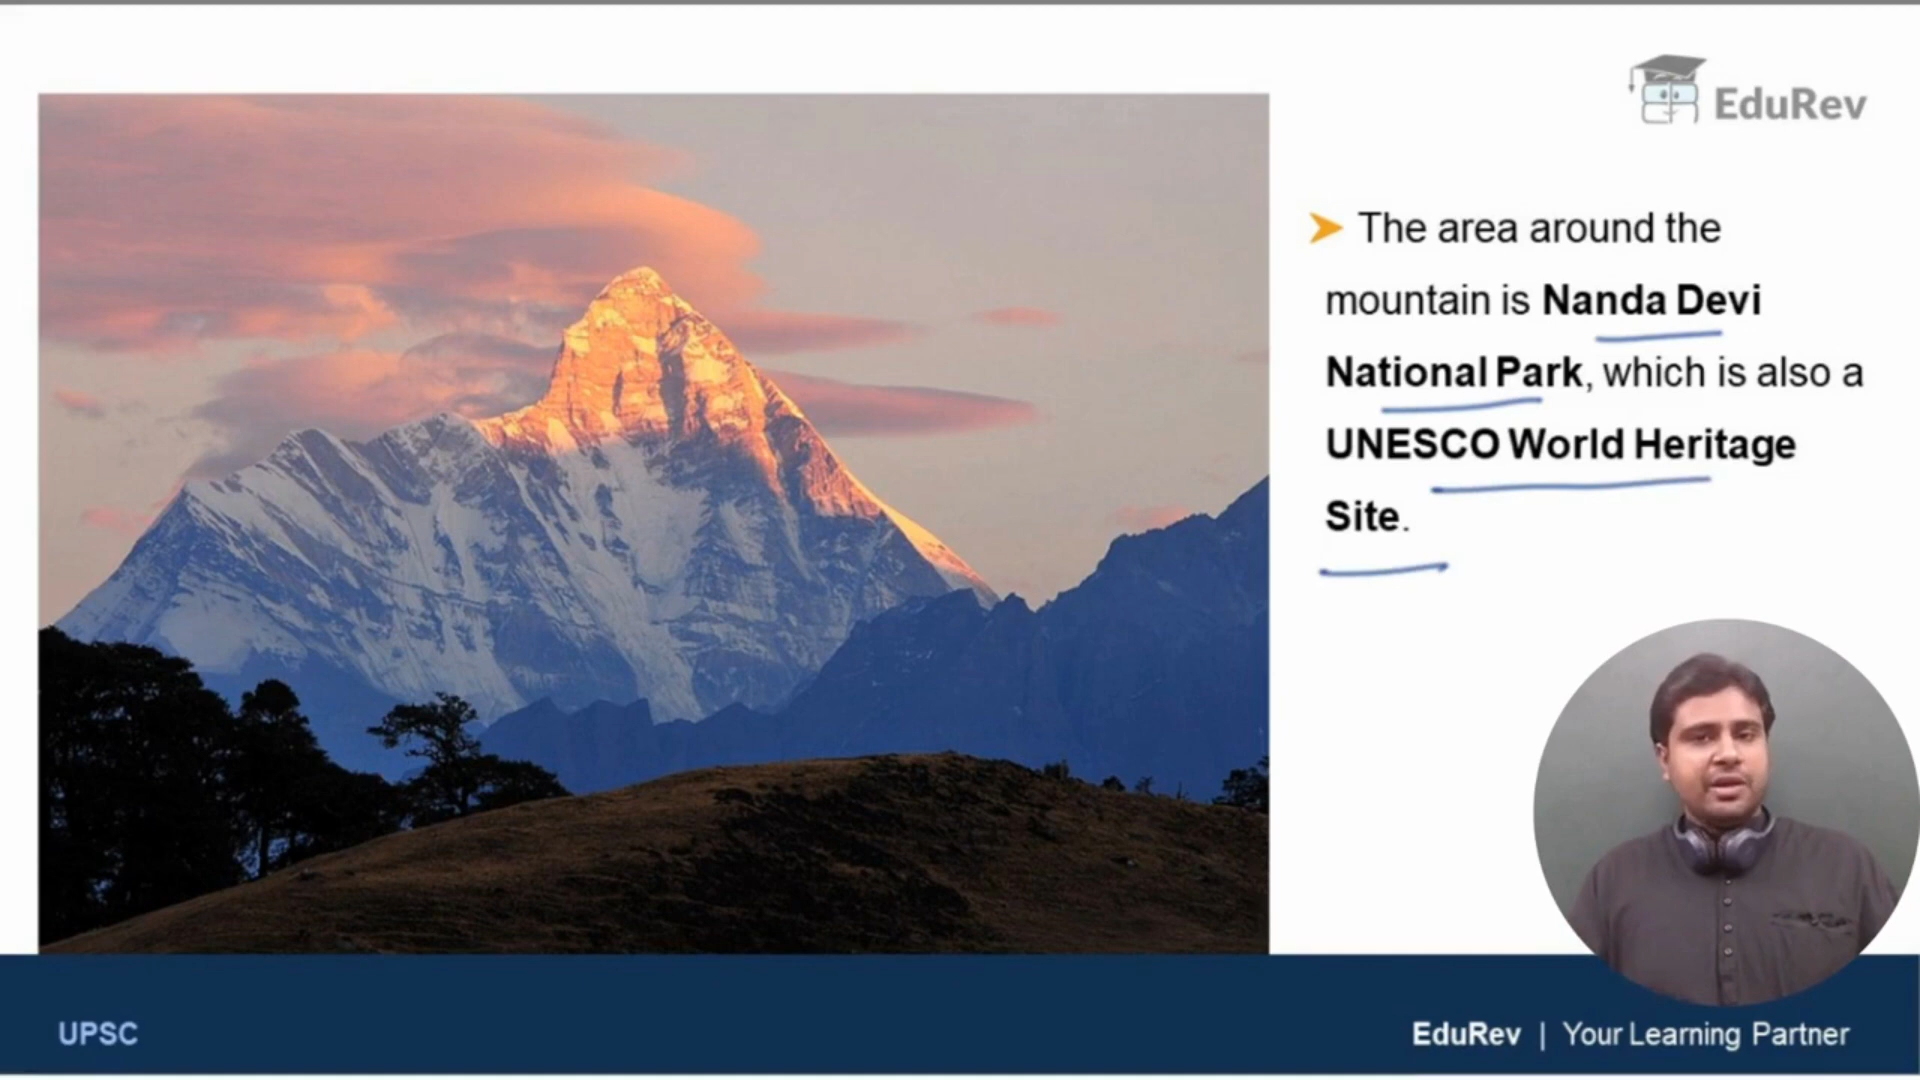 EduRev
➤ The area around the
mountain is Nanda Devi
National Park, which is also a
UNESCO World Heritage
Site.
UPSC
EduRev | Your Learning Partner